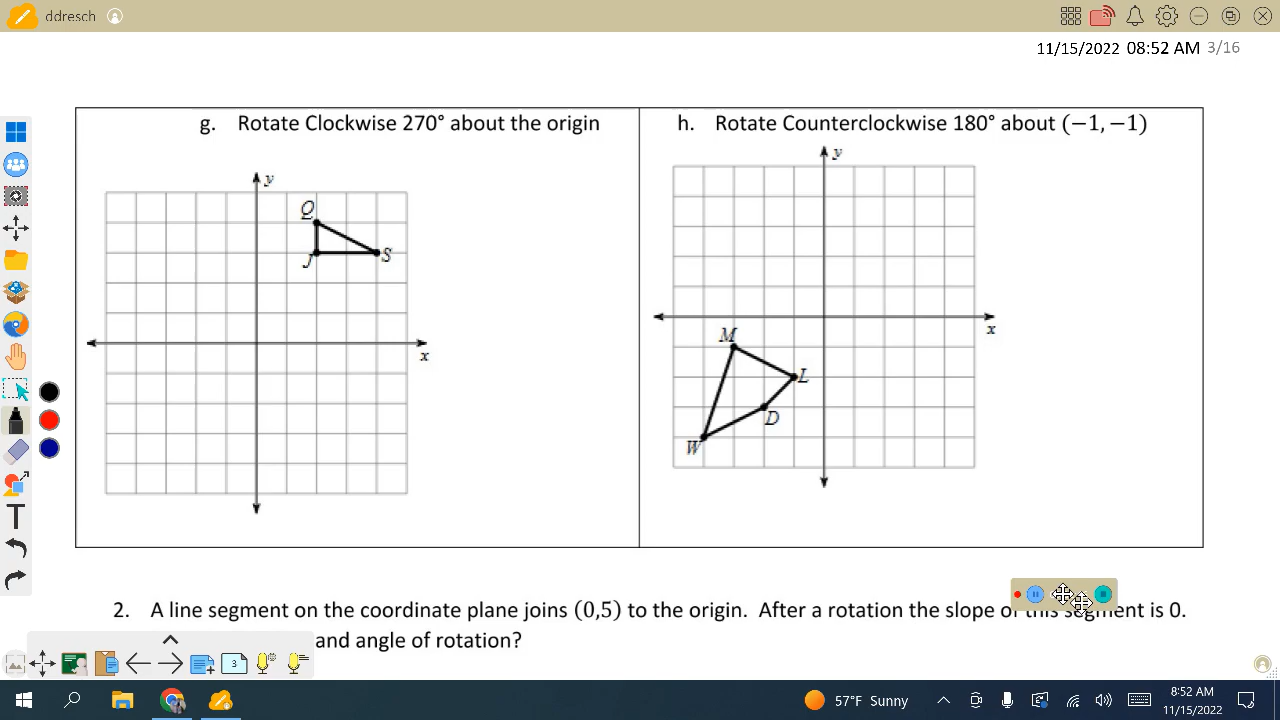 ddresch
11/15/2022 08:52 AM 3/16
g. Rotate Clockwise 270° about the origin
y
Q
J
S
x
h. Rotate Counterclockwise 180° about (−1, −1)
y
x
M
L
D
W
T
2. A line segment on the coordinate plane joins (0,5) to the origin. After a rotation the slope of this segment is 0.
and angle of rotation?
3
57°F Sunny
8:52 AM
11/15/2022